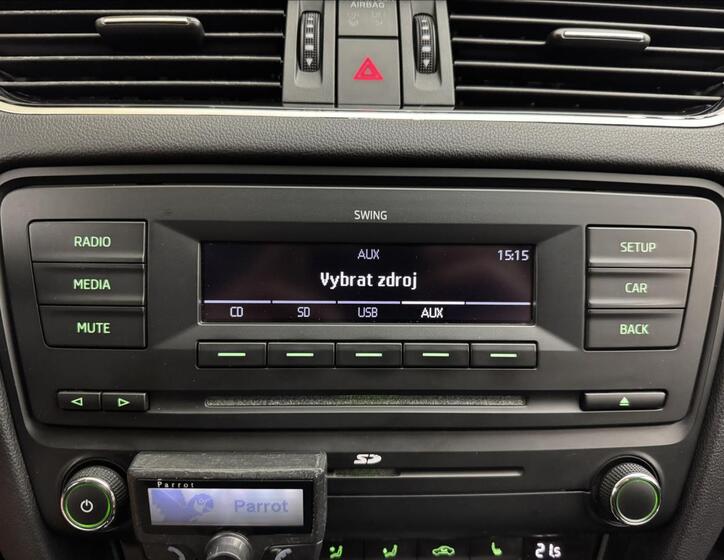 AIRBAG
SWING
RADIO
MEDIA
MUTE
AUX 15:15
Vybrat zdroj
CD SD USB AUX
SETUP
CAR
BACK
SD
Parrot
Parrot